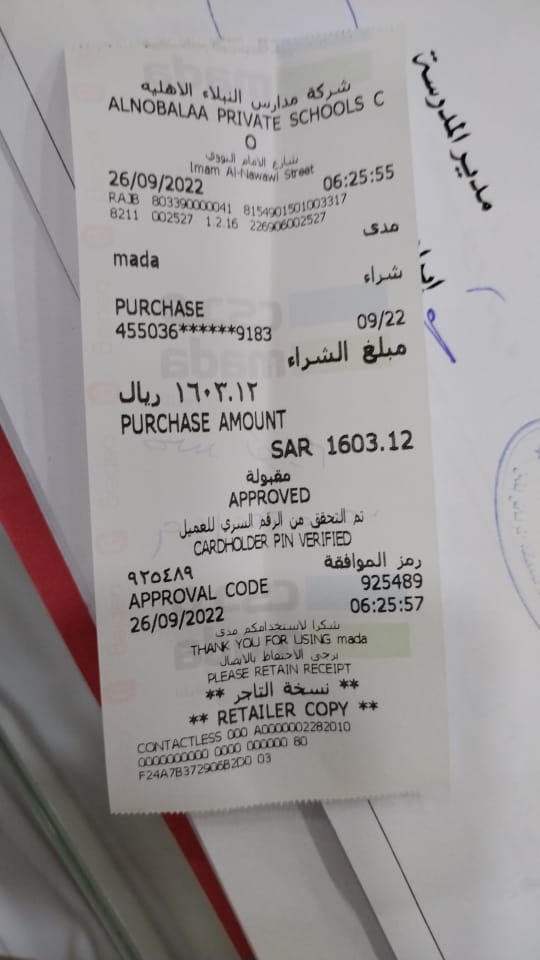 شركة مدارس النبلاء الاهليه
ALNOBALAA PRIVATE SCHOOLS C
O
شارع الامام النووي
Imam Al-Nawawi Street
26/09/2022 06:25:55
RAJB 803390000041 8154901501003317
8211 002527 1.2.16 226906002527
مدى
mada
شراء
PURCHASE
455036******9183 09/22
مبلغ الشراء
١٦٠٣.١٢ ريال
PURCHASE AMOUNT
SAR 1603.12
مقبولة
APPROVED
تم التحقق من الرقم السري للعميل
CARDHOLDER PIN VERIFIED
رمز الموافقة
٩٢٥٤٨٩
APPROVAL CODE 925489
26/09/2022 06:25:57
شكرا لاستخدامكم مدى
THANK YOU FOR USING mada
يرجى الاحتفاظ بالايصال
PLEASE RETAIN RECEIPT
** نسخة التاجر **
** RETAILER COPY **
CONTACTLESS 000 A0000002282010
0000000000 0000 000000 80
F24A7B372906B2D0 03
مدير المدرسة